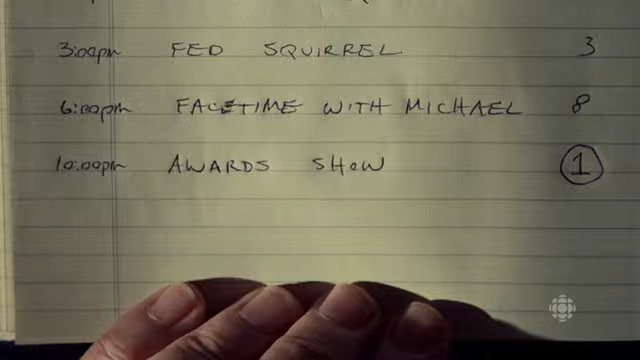 3:00pm FED SQUIRREL 3
6:00pm FACETIME WITH MICHAEL 8
10:00pm AWARDS SHOW 1